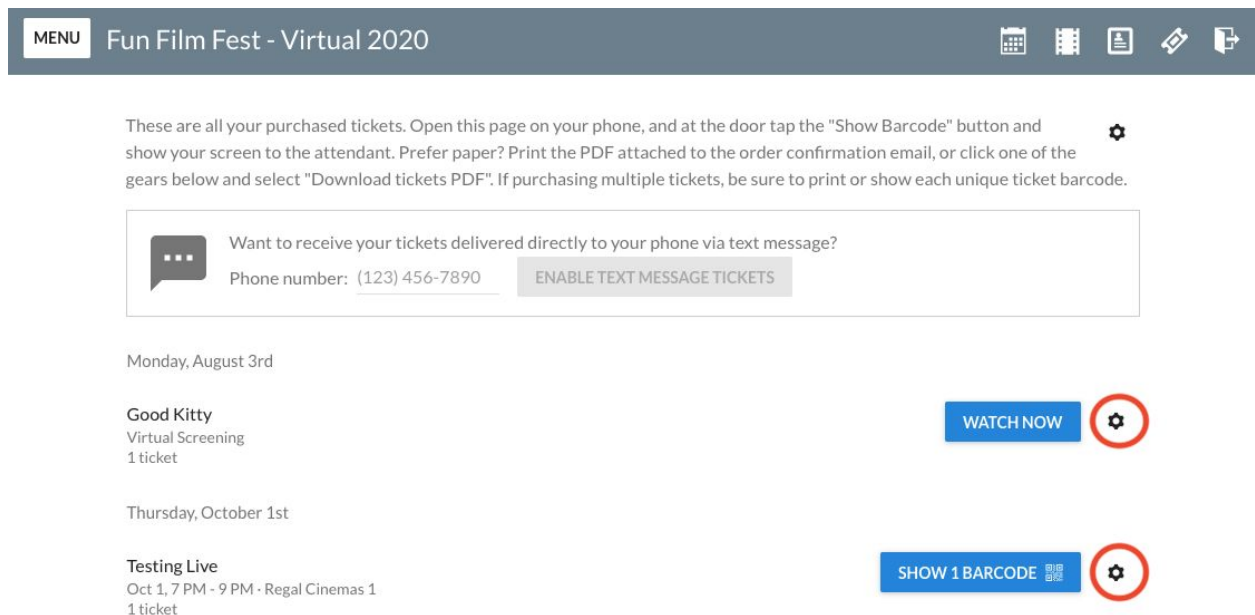 MENU Fun Film Fest - Virtual 2020
These are all your purchased tickets. Open this page on your phone, and at the door tap the "Show Barcode" button and
show your screen to the attendant. Prefer paper? Print the PDF attached to the order confirmation email, or click one of the
gears below and select "Download tickets PDF". If purchasing multiple tickets, be sure to print or show each unique ticket barcode.
Want to receive your tickets delivered directly to your phone via text message?
Phone number: (123) 456-7890 ENABLE TEXT MESSAGE TICKETS
Monday, August 3rd
Good Kitty
Virtual Screening
1 ticket
WATCH NOW
Thursday, October 1st
Testing Live
Oct 1, 7 PM - 9 PM · Regal Cinemas 1
1 ticket
SHOW 1 BARCODE